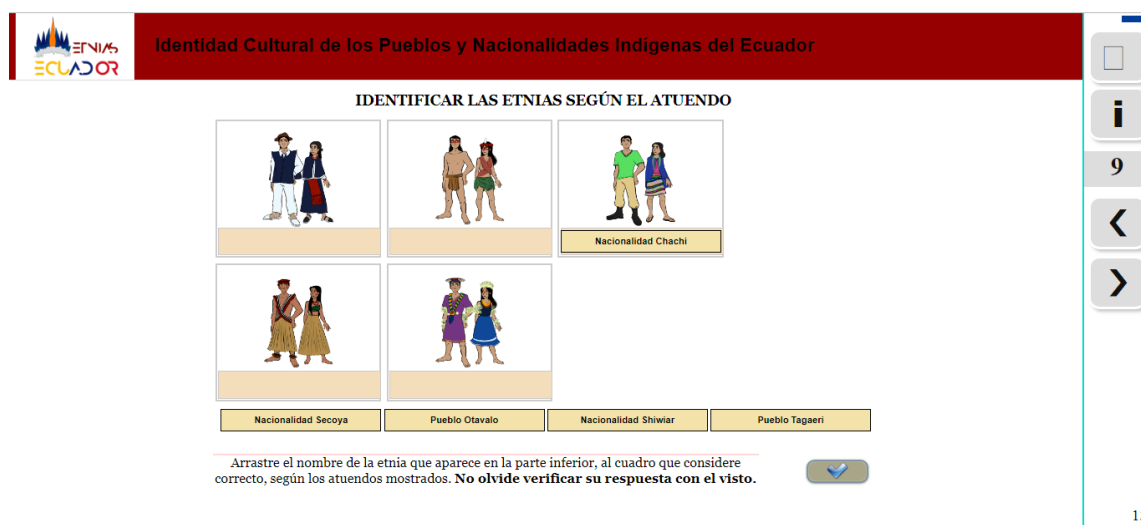 ETNIAS
ECUADOR
Identidad Cultural de los Pueblos y Nacionalidades Indígenas del Ecuador
IDENTIFICAR LAS ETNIAS SEGÚN EL ATUENDO
Nacionalidad Chachi
Nacionalidad Secoya
Pueblo Otavalo
Nacionalidad Shiwiar
Pueblo Tagaeri
Arrastre el nombre de la etnia que aparece en la parte inferior, al cuadro que considere
correcto, según los atuendos mostrados. No olvide verificar su respuesta con el visto.
i
9
1